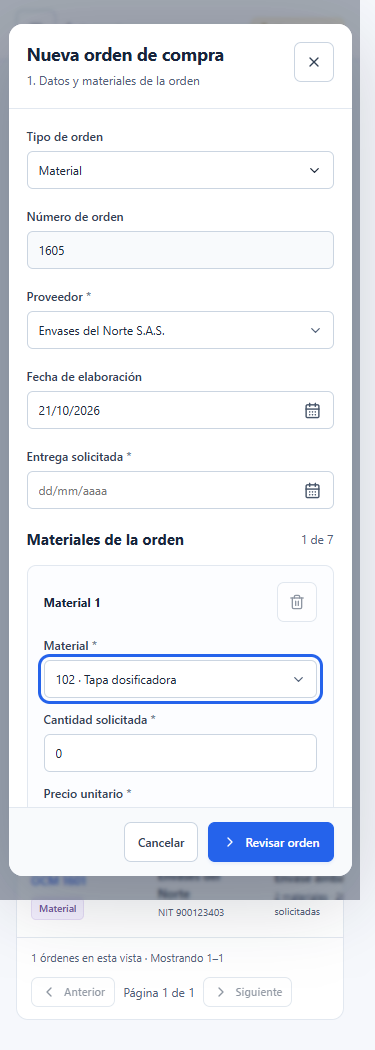 Nueva orden de compra
1. Datos y materiales de la orden
Tipo de orden
Material
Número de orden
1605
Proveedor *
Envases del Norte S.A.S.
Fecha de elaboración
21/10/2026
Entrega solicitada *
dd/mm/aaaa
Materiales de la orden
1 de 7
Material 1
Material *
102 · Tapa dosificadora
Cantidad solicitada *
0
Precio unitario *
Cancelar
Revisar orden
Norte
Material
NIT 900123403
solicitadas
1 órdenes en esta vista · Mostrando 1–1
Anterior
Página 1 de 1
Siguiente